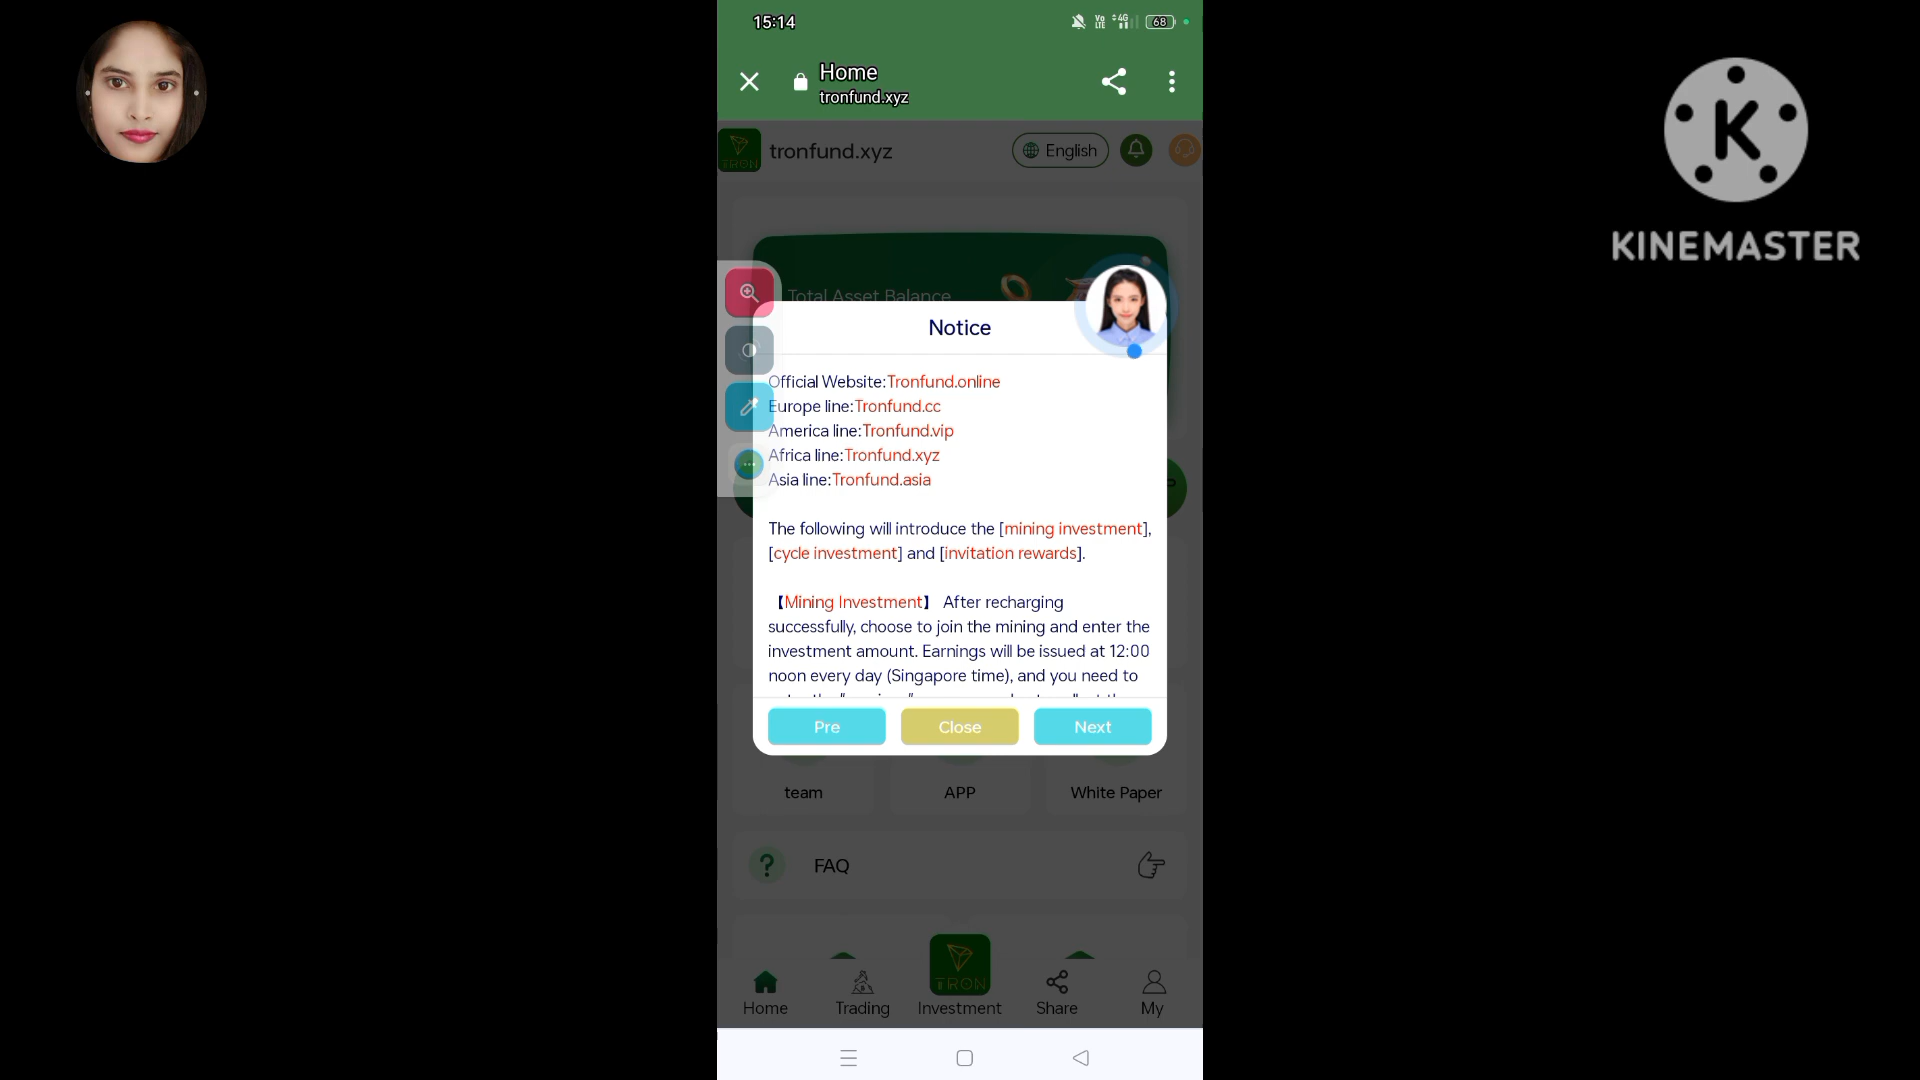 15:14
Vo
LTE
4G
68
Home
tronfund.xyz
TRON
tronfund.xyz
English
K
KINEMASTER
Total Asset Balance
Notice
Official Website:Tronfund.online
Europe line:Tronfund.cc
America line:Tronfund.vip
Africa line:Tronfund.xyz
Asia line:Tronfund.asia
The following will introduce the [mining investment],
[cycle investment] and [invitation rewards].
【Mining Investment】 After recharging
successfully, choose to join the mining and enter the
investment amount. Earnings will be issued at 12:00
noon every day (Singapore time), and you need to
Pre
Close
Next
team
APP
White Paper
?
FAQ
TRON
Home
Trading
Investment
Share
My